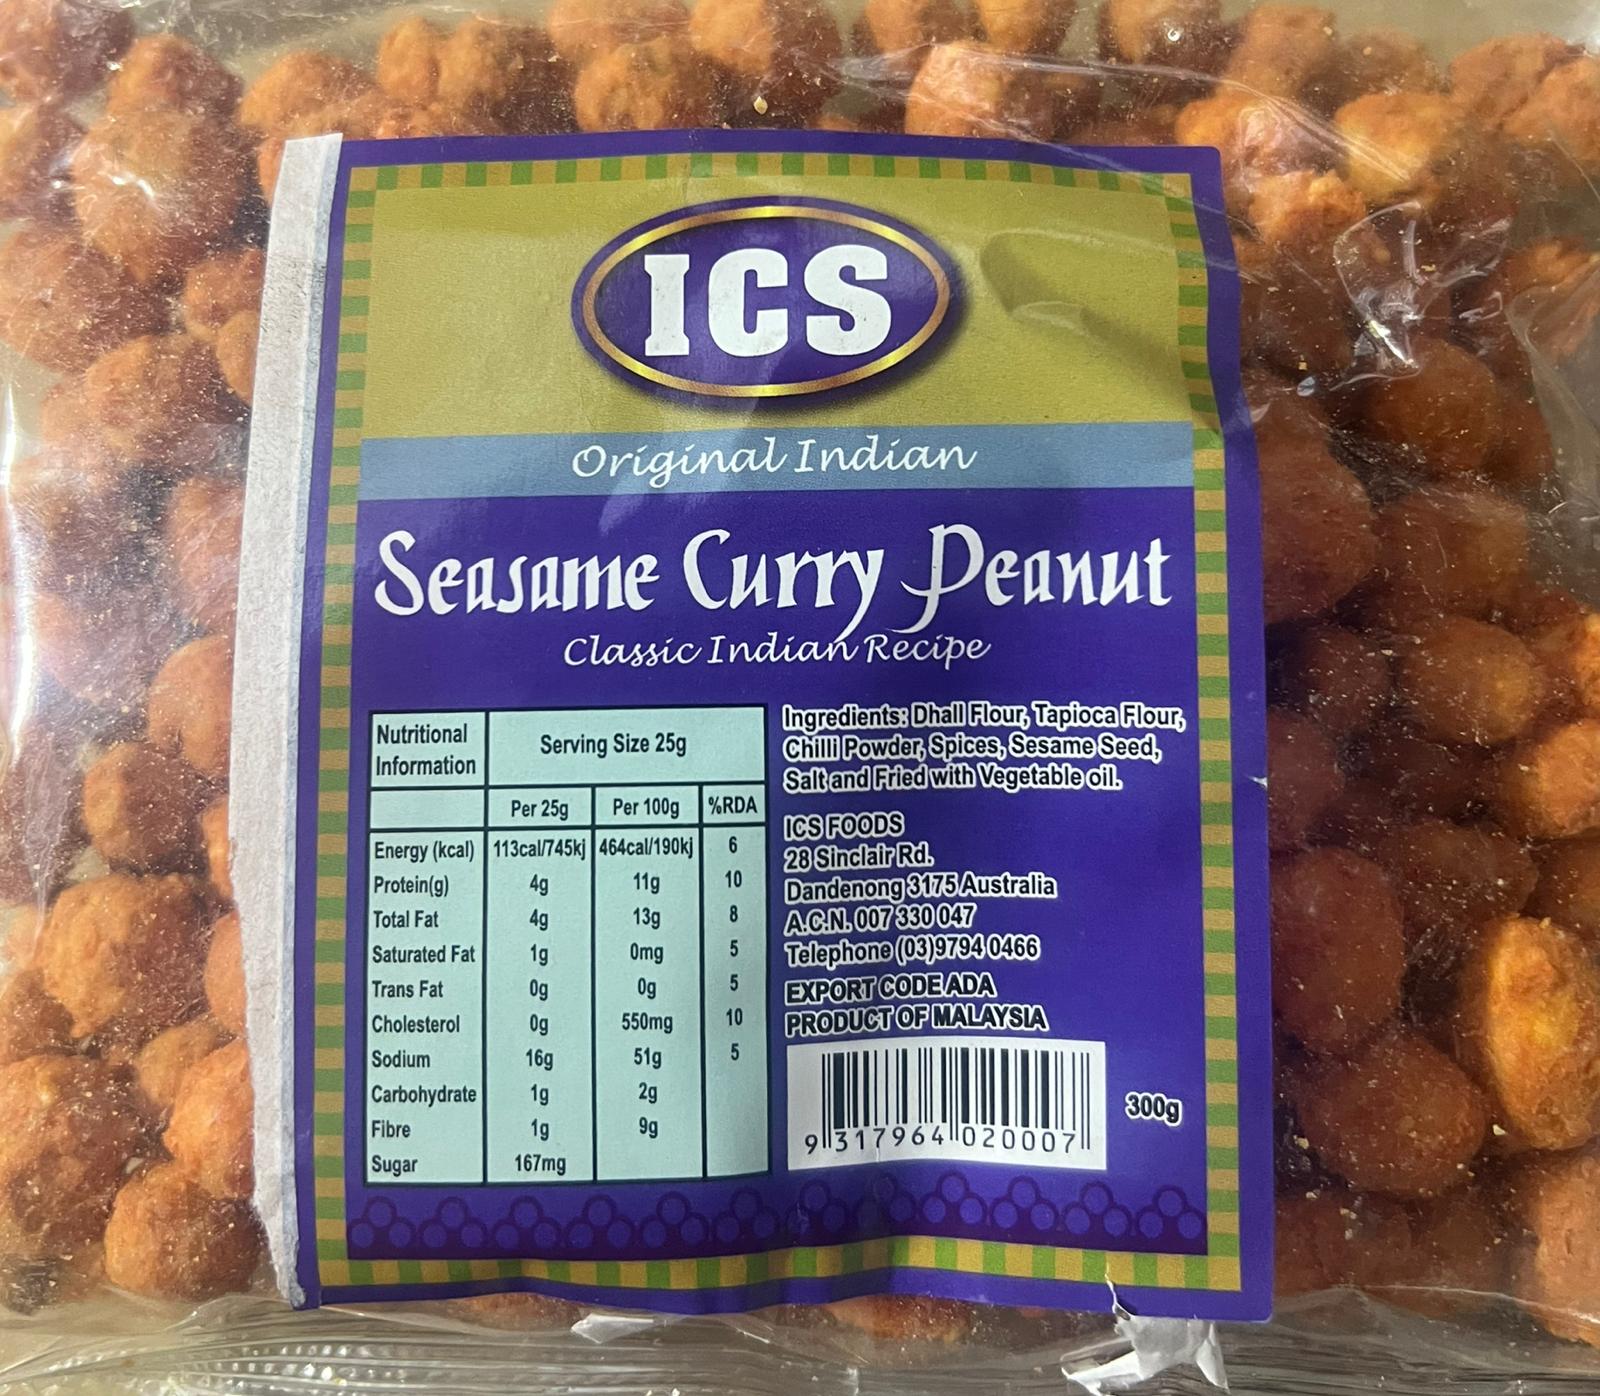 ICS
Original Indian
Seasame Curry Peanut
Classic Indian Recipe
Nutritional Information Serving Size 25g
Per 25g Per 100g %RDA
Energy (kcal) 113cal/745kj 464cal/190kj 6
Protein(g) 4g 11g 10
Total Fat 4g 13g 8
Saturated Fat 1g 0mg 5
Trans Fat 0g 0g 5
Cholesterol 0g 550mg 10
Sodium 16g 51g 5
Carbohydrate 1g 2g
Fibre 1g 9g
Sugar 167mg
Ingredients: Dhall Flour, Tapioca Flour,
Chilli Powder, Spices, Sesame Seed,
Salt and Fried with Vegetable oil.
ICS FOODS
28 Sinclair Rd.
Dandenong 3175 Australia
A.C.N. 007 330 047
Telephone (03)9794 0466
EXPORT CODE ADA
PRODUCT OF MALAYSIA
9 317964 020007
300g